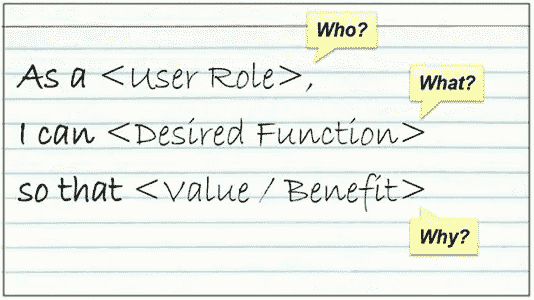 Who?
As a <User Role>,
What?
I can <Desired Function>
so that <Value / Benefit>
Why?